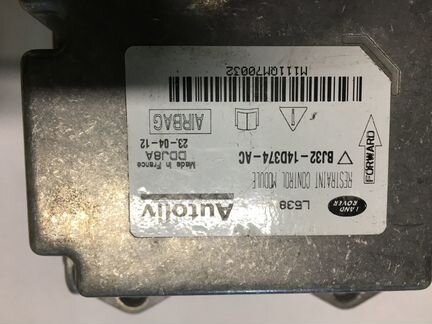 LAND
ROVER
L538
Autoliv
RESTRAINT CONTROL MODULE
Made in France
BJ32-14D374-AC
DDJ8A
23-04-12
FORWARD
AIRBAG
M1111QM70032